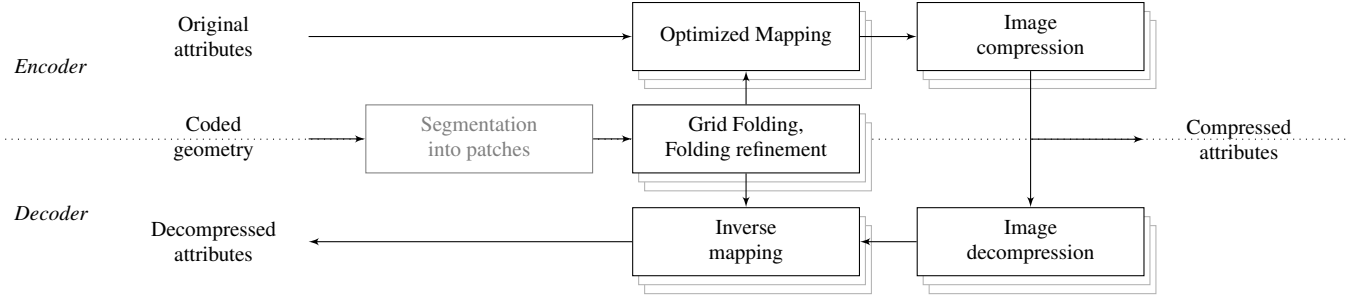 Original
attributes
Optimized Mapping
Image
compression
Encoder
Coded
geometry
Segmentation
into patches
Grid Folding,
Folding refinement
Compressed
attributes
Decoder
Decompressed
attributes
Inverse
mapping
Image
decompression